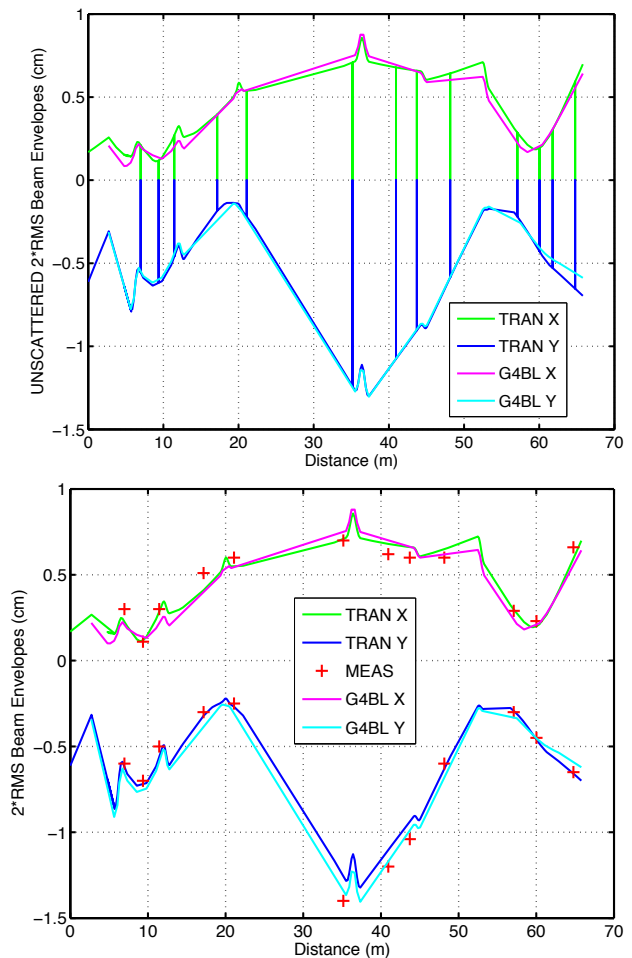 1
0.5
0
−0.5
−1
−1.5
UNSCATTERED 2*RMS Beam Envelopes (cm)
TRAN X
TRAN Y
G4BL X
G4BL Y
0 10 20 30 40 50 60 70
Distance (m)
1
0.5
0
−0.5
−1
−1.5
2*RMS Beam Envelopes (cm)
TRAN X
TRAN Y
MEAS
G4BL X
G4BL Y
0 10 20 30 40 50 60 70
Distance (m)